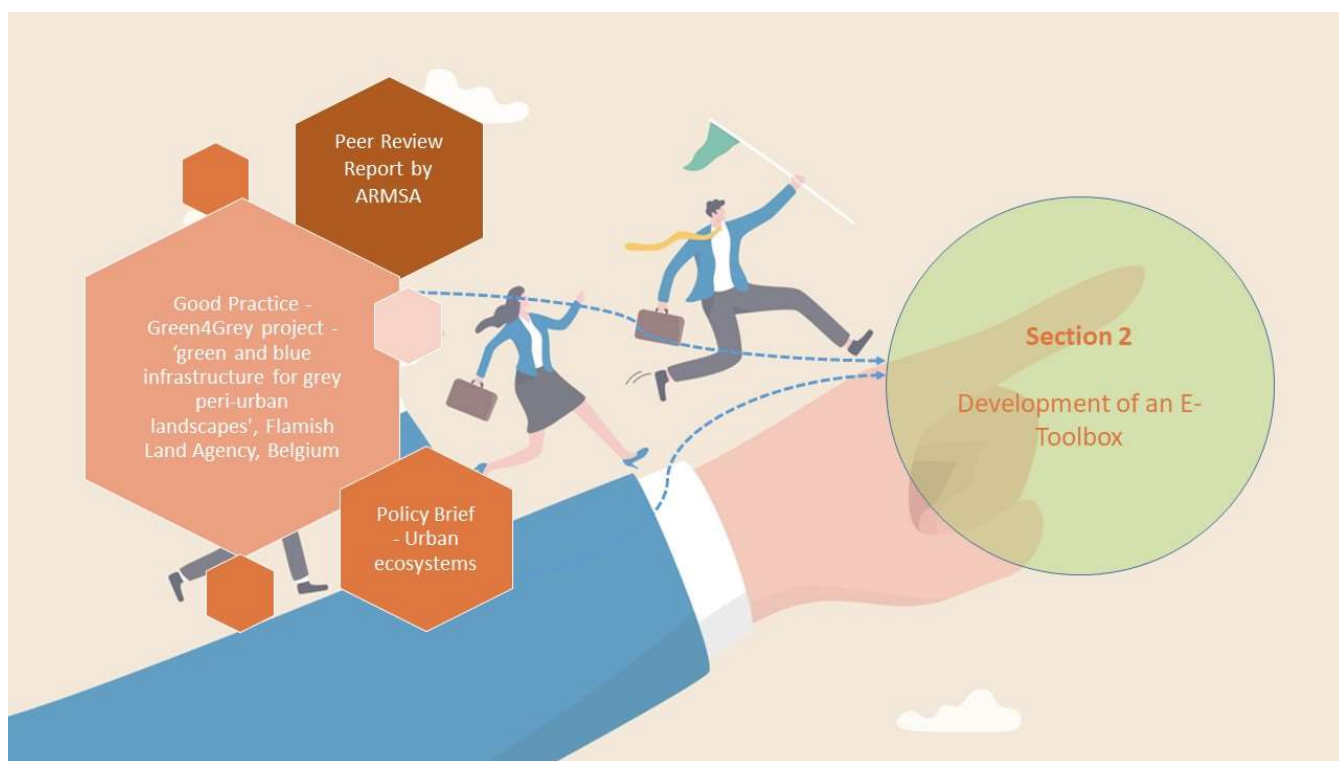 Peer Review
Report by
ARMSA
Good Practice -
Green4Grey project -
‘green and blue
infrastructure for grey
peri-urban
landscapes', Flamish
Land Agency, Belgium
Policy Brief
- Urban
ecosystems
Section 2
Development of an E-
Toolbox